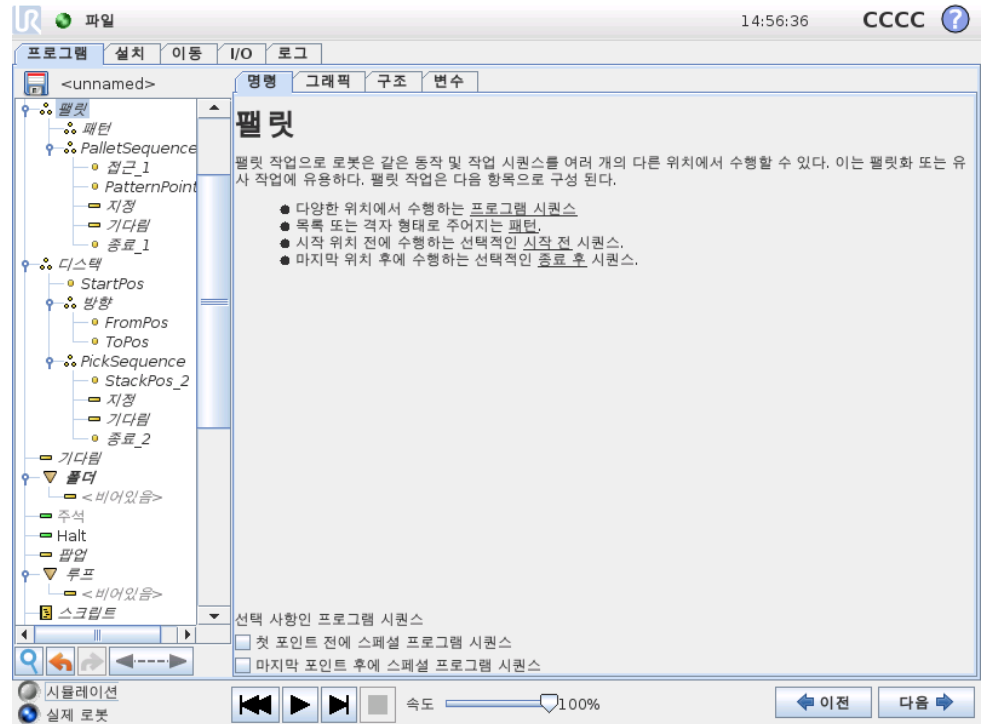 UR 파일 14:56:36 CCCC ?
프로그램 설치 이동 I/O 로그
<unnamed>
명령 그래픽 구조 변수
팰릿
패턴
PalletSequence
접근_1
PatternPoint
지정
기다림
종료_1
디스택
StartPos
방향
FromPos
ToPos
PickSequence
StackPos_2
지정
기다림
종료_2
기다림
폴더
<비어있음>
주석
Halt
팝업
루프
<비어있음>
스크립트
팰릿
팰릿 작업으로 로봇은 같은 동작 및 작업 시퀀스를 여러 개의 다른 위치에서 수행할 수 있다. 이는 팰릿화 또는 유
사 작업에 유용하다. 팰릿 작업은 다음 항목으로 구성 된다.
● 다양한 위치에서 수행하는 프로그램 시퀀스
● 목록 또는 격자 형태로 주어지는 패턴.
● 시작 위치 전에 수행하는 선택적인 시작 전 시퀀스.
● 마지막 위치 후에 수행하는 선택적인 종료 후 시퀀스.
선택 사항인 프로그램 시퀀스
첫 포인트 전에 스페셜 프로그램 시퀀스
마지막 포인트 후에 스페셜 프로그램 시퀀스
시뮬레이션
실제 로봇
속도 100%
이전 다음